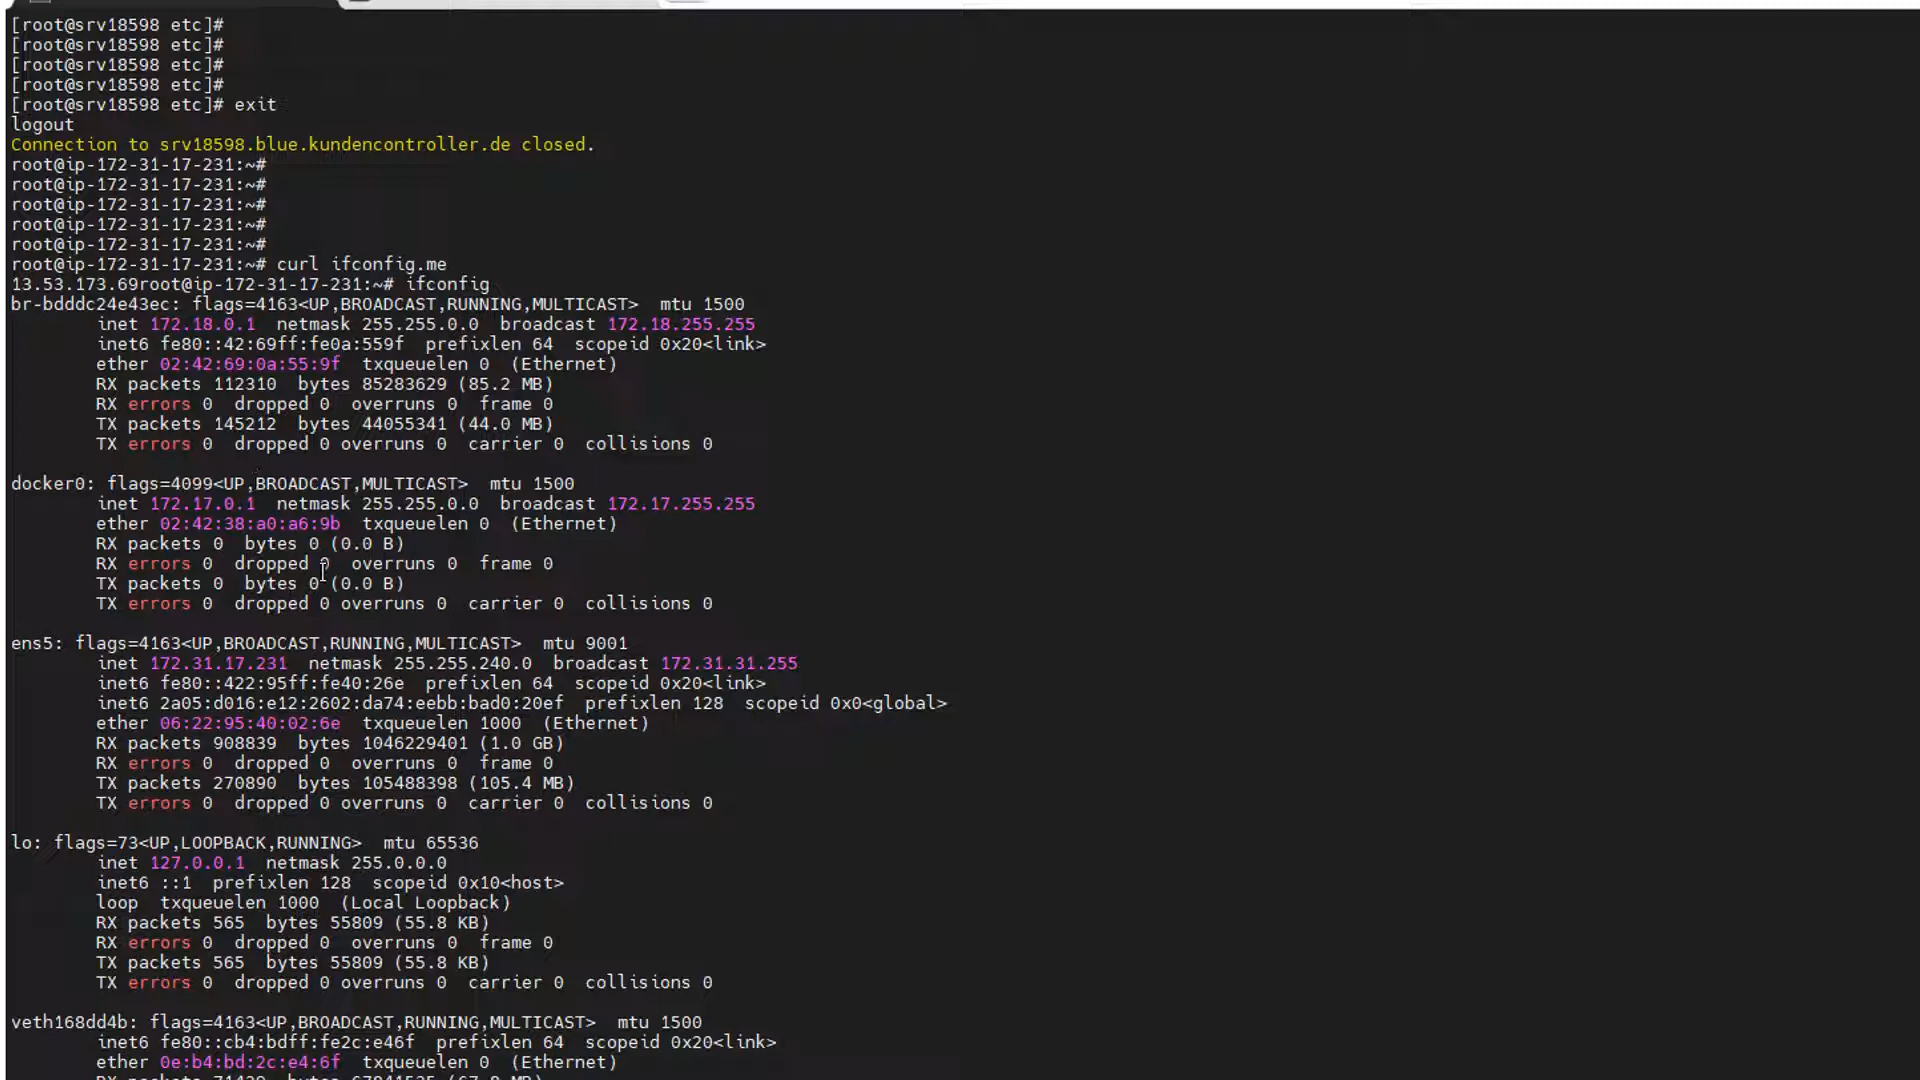 [root@srv18598 etc]#
[root@srv18598 etc]#
[root@srv18598 etc]#
[root@srv18598 etc]#
[root@srv18598 etc]# exit
logout
Connection to srv18598.blue.kundencontroller.de closed.
root@ip-172-31-17-231:~#
root@ip-172-31-17-231:~#
root@ip-172-31-17-231:~#
root@ip-172-31-17-231:~#
root@ip-172-31-17-231:~#
root@ip-172-31-17-231:~# curl ifconfig.me
13.53.173.69root@ip-172-31-17-231:~# ifconfig
br-bdddc24e43ec: flags=4163<UP,BROADCAST,RUNNING,MULTICAST>  mtu 1500
        inet 172.18.0.1  netmask 255.255.0.0  broadcast 172.18.255.255
        inet6 fe80::42:69ff:fe0a:559f  prefixlen 64  scopeid 0x20<link>
        ether 02:42:69:0a:55:9f  txqueuelen 0  (Ethernet)
        RX packets 112310  bytes 85283629 (85.2 MB)
        RX errors 0  dropped 0  overruns 0  frame 0
        TX packets 145212  bytes 44055341 (44.0 MB)
        TX errors 0  dropped 0 overruns 0  carrier 0  collisions 0

docker0: flags=4099<UP,BROADCAST,MULTICAST>  mtu 1500
        inet 172.17.0.1  netmask 255.255.0.0  broadcast 172.17.255.255
        ether 02:42:38:a0:a6:9b  txqueuelen 0  (Ethernet)
        RX packets 0  bytes 0 (0.0 B)
        RX errors 0  dropped 0  overruns 0  frame 0
        TX packets 0  bytes 0 (0.0 B)
        TX errors 0  dropped 0 overruns 0  carrier 0  collisions 0

ens5: flags=4163<UP,BROADCAST,RUNNING,MULTICAST>  mtu 9001
        inet 172.31.17.231  netmask 255.255.240.0  broadcast 172.31.31.255
        inet6 fe80::422:95ff:fe40:26e  prefixlen 64  scopeid 0x20<link>
        inet6 2a05:d016:e12:2602:da74:eebb:bad0:20ef  prefixlen 128  scopeid 0x0<global>
        ether 06:22:95:40:02:6e  txqueuelen 1000  (Ethernet)
        RX packets 908839  bytes 1046229401 (1.0 GB)
        RX errors 0  dropped 0  overruns 0  frame 0
        TX packets 270890  bytes 105488398 (105.4 MB)
        TX errors 0  dropped 0 overruns 0  carrier 0  collisions 0

lo: flags=73<UP,LOOPBACK,RUNNING>  mtu 65536
        inet 127.0.0.1  netmask 255.0.0.0
        inet6 ::1  prefixlen 128  scopeid 0x10<host>
        loop  txqueuelen 1000  (Local Loopback)
        RX packets 565  bytes 55809 (55.8 KB)
        RX errors 0  dropped 0  overruns 0  frame 0
        TX packets 565  bytes 55809 (55.8 KB)
        TX errors 0  dropped 0 overruns 0  carrier 0  collisions 0

veth168dd4b: flags=4163<UP,BROADCAST,RUNNING,MULTICAST>  mtu 1500
        inet6 fe80::cb4:bdff:fe2c:e46f  prefixlen 64  scopeid 0x20<link>
        ether 0e:b4:bd:2c:e4:6f  txqueuelen 0  (Ethernet)